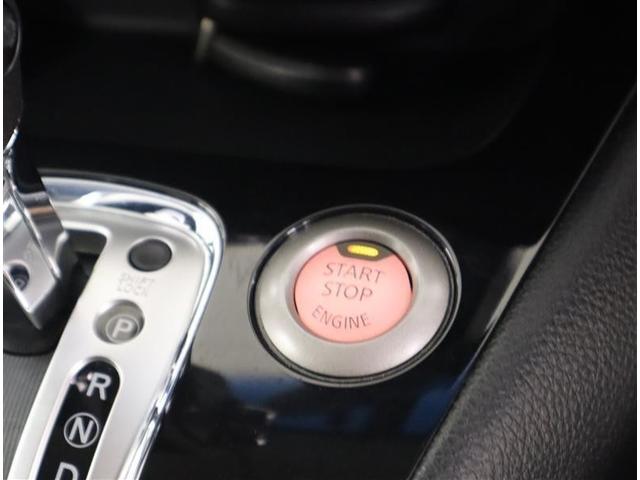 START
STOP
ENGINE
SHIFT
LOCK
P
R
N
D